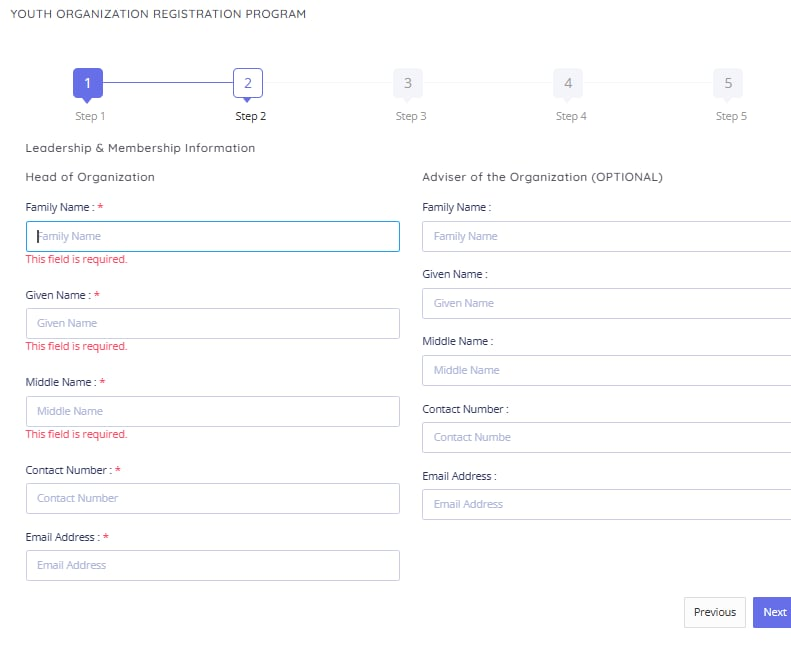 YOUTH ORGANIZATION REGISTRATION PROGRAM
1 2 3 4 5
Step 1 Step 2 Step 3 Step 4 Step 5
Leadership & Membership Information
Head of Organization
Family Name : *
Family Name
This field is required.
Given Name : *
Given Name
This field is required.
Middle Name : *
Middle Name
This field is required.
Contact Number : *
Contact Number
Email Address : *
Email Address
Adviser of the Organization (OPTIONAL)
Family Name :
Family Name
Given Name :
Given Name
Middle Name :
Middle Name
Contact Number :
Contact Numbe
Email Address :
Email Address
Previous Next